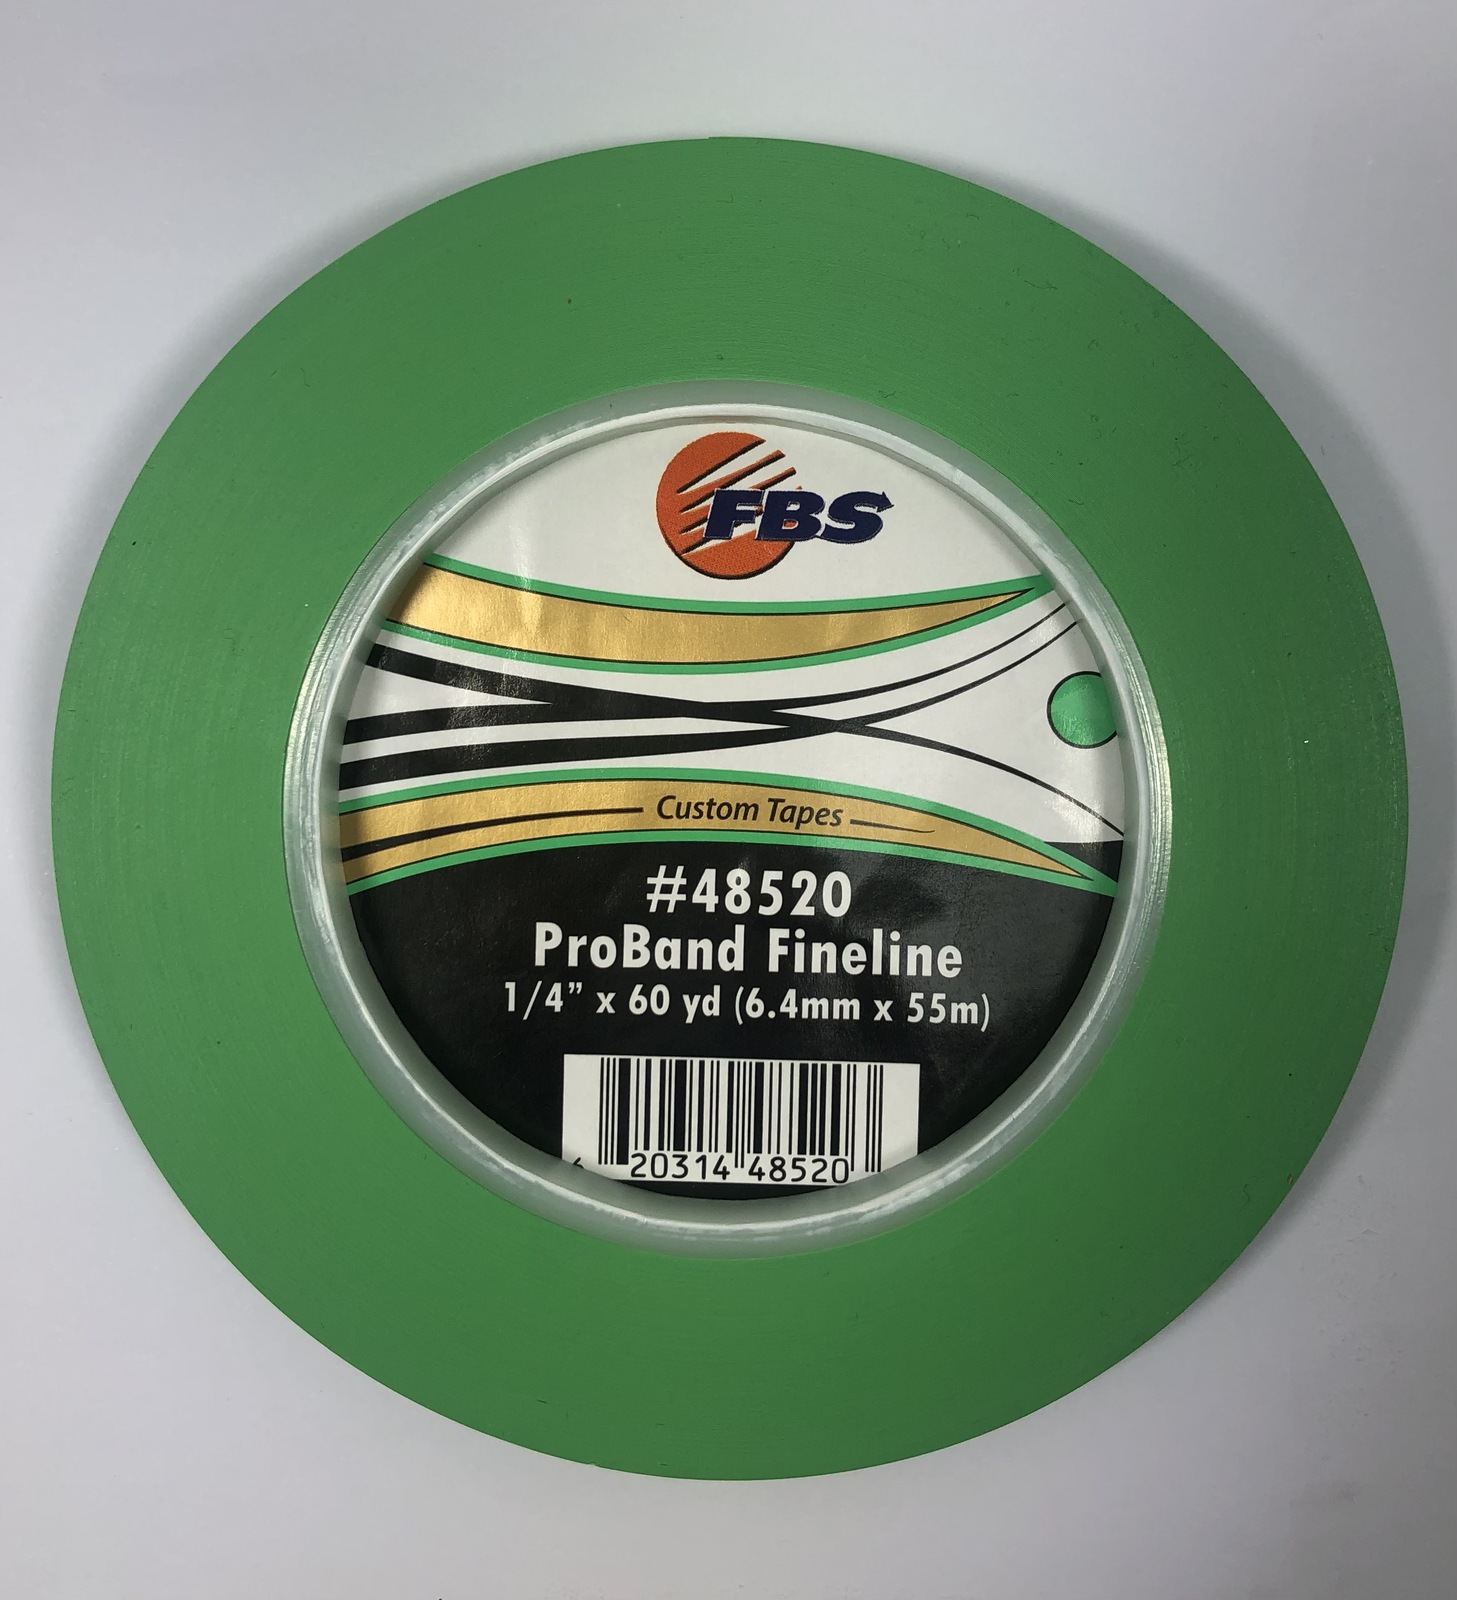 FBS
Custom Tapes
#48520
ProBand Fineline
1/4” x 60 yd (6.4mm x 55m)
20314 48520